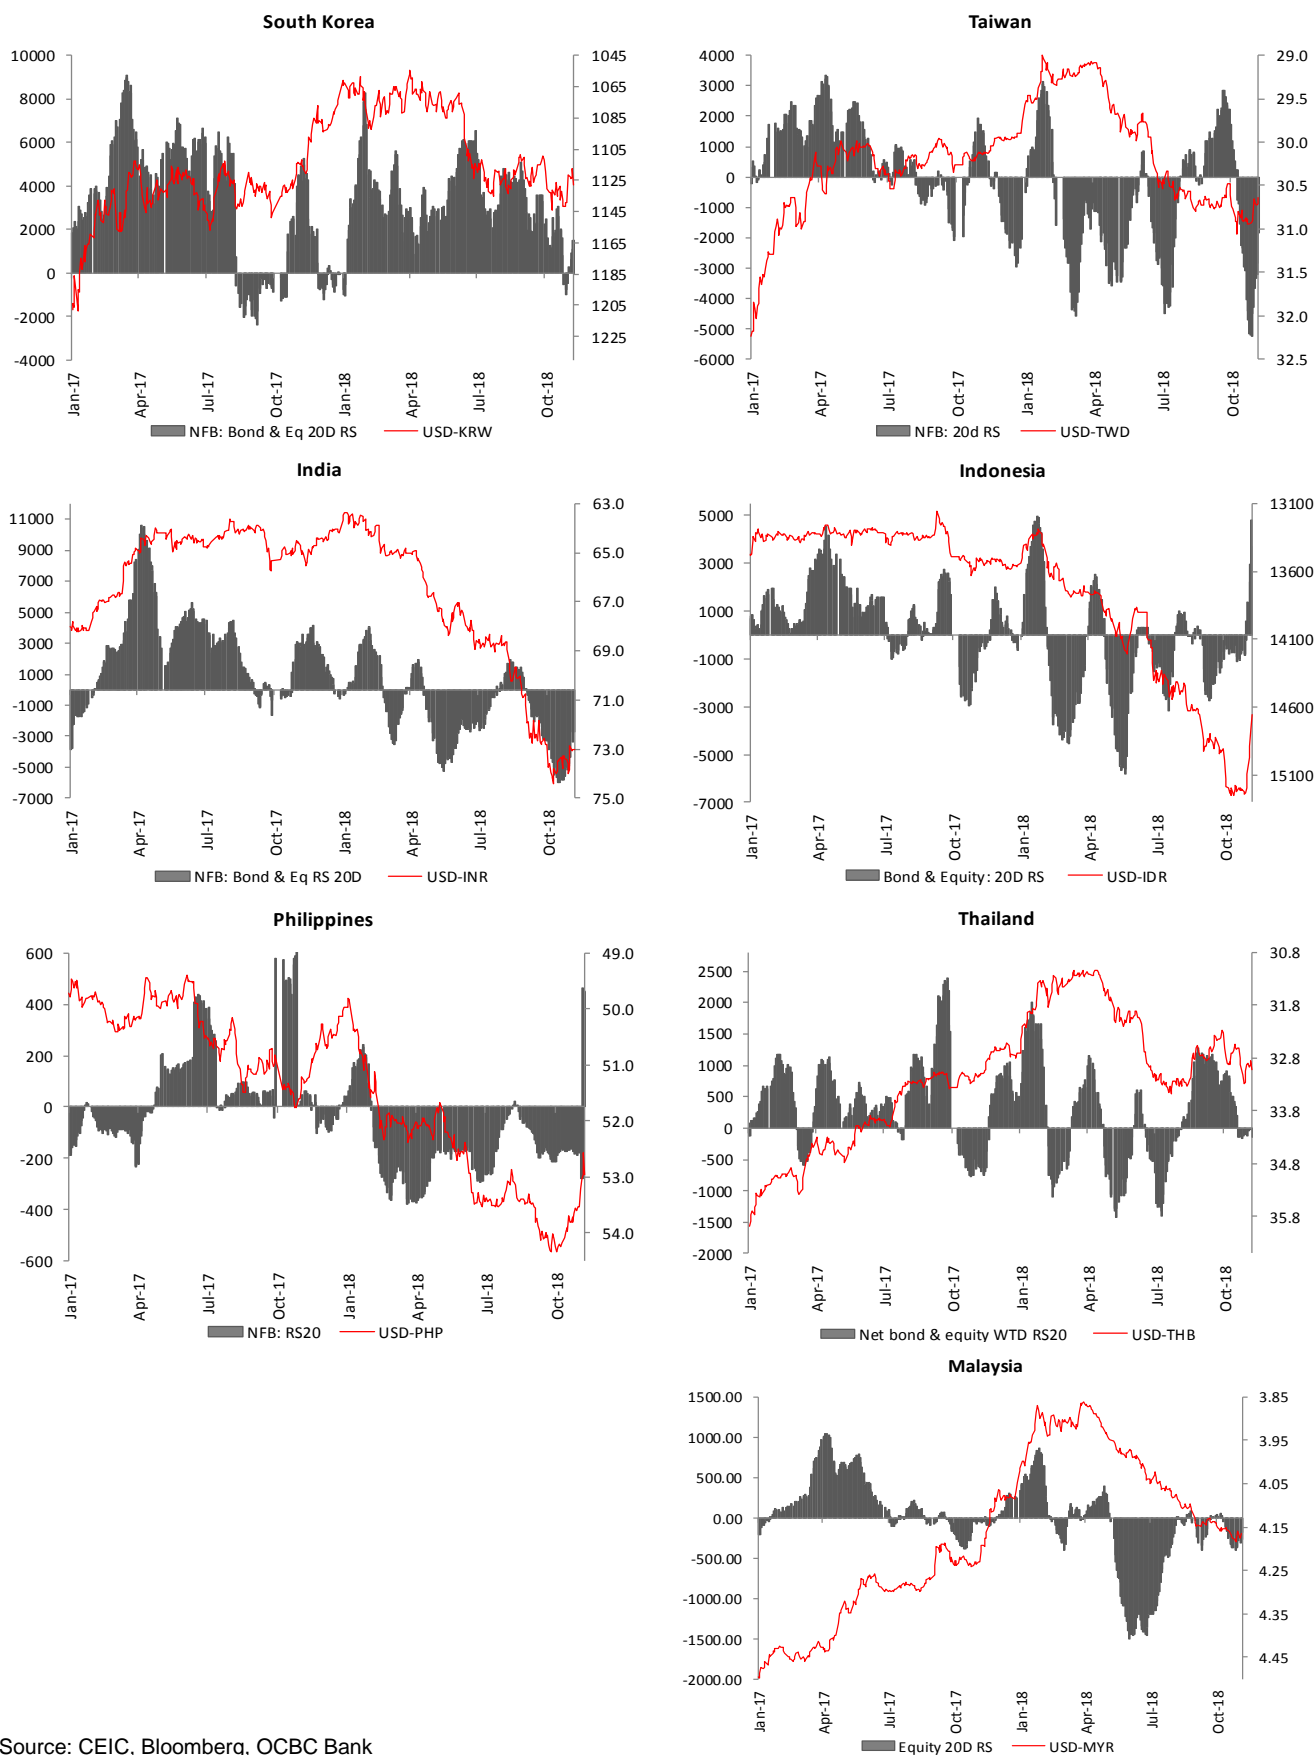 South Korea
10000
8000
6000
4000
2000
0
-2000
-4000
1045
1065
1085
1105
1125
1145
1165
1185
1205
1225
Jan-17
Apr-17
Jul-17
Oct-17
Jan-18
Apr-18
Jul-18
Oct-18
NFB: Bond & Eq 20D RS USD-KRW
Taiwan
4000
3000
2000
1000
0
-1000
-2000
-3000
-4000
-5000
-6000
29.0
29.5
30.0
30.5
31.0
31.5
32.0
32.5
Jan-17
Apr-17
Jul-17
Oct-17
Jan-18
Apr-18
Jul-18
Oct-18
NFB: 20d RS USD-TWD
India
11000
9000
7000
5000
3000
1000
-1000
-3000
-5000
-7000
63.0
65.0
67.0
69.0
71.0
73.0
75.0
Jan-17
Apr-17
Jul-17
Oct-17
Jan-18
Apr-18
Jul-18
Oct-18
NFB: Bond & Eq RS 20D USD-INR
Indonesia
5000
3000
1000
-1000
-3000
-5000
-7000
13100
13600
14100
14600
15100
Jan-17
Apr-17
Jul-17
Oct-17
Jan-18
Apr-18
Jul-18
Oct-18
Bond & Equity: 20D RS USD-IDR
Philippines
600
400
200
0
-200
-400
-600
49.0
50.0
51.0
52.0
53.0
54.0
Jan-17
Apr-17
Jul-17
Oct-17
Jan-18
Apr-18
Jul-18
Oct-18
NFB: RS20 USD-PHP
Thailand
2500
2000
1500
1000
500
0
-500
-1000
-1500
-2000
30.8
31.8
32.8
33.8
34.8
35.8
Jan-17
Apr-17
Jul-17
Oct-17
Jan-18
Apr-18
Jul-18
Oct-18
Net bond & equity WTD RS20 USD-THB
Malaysia
1500.00
1000.00
500.00
0.00
-500.00
-1000.00
-1500.00
-2000.00
3.85
3.95
4.05
4.15
4.25
4.35
4.45
Jan-17
Apr-17
Jul-17
Oct-17
Jan-18
Apr-18
Jul-18
Oct-18
Equity 20D RS USD-MYR
Source: CEIC, Bloomberg, OCBC Bank